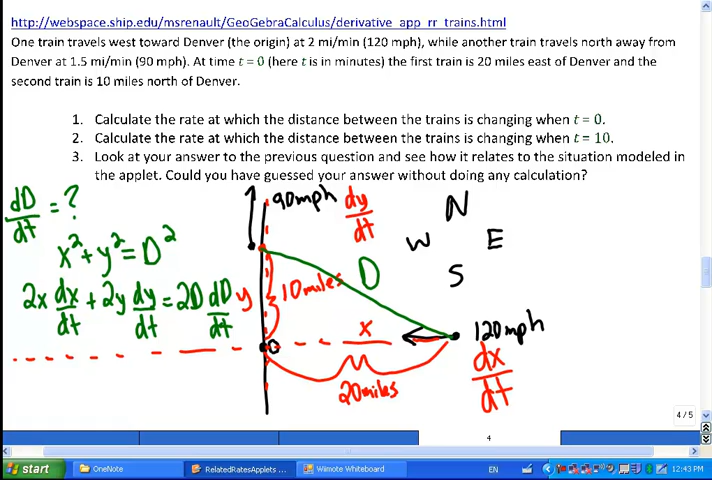 http://webspace.ship.edu/msrenault/GeoGebraCalculus/derivative_app_rr_trains.html
One train travels west toward Denver (the origin) at 2 mi/min (120 mph), while another train travels north away from
Denver at 1.5 mi/min (90 mph). At time t = 0 (here t is in minutes) the first train is 20 miles east of Denver and the
second train is 10 miles north of Denver.
1. Calculate the rate at which the distance between the trains is changing when t = 0.
2. Calculate the rate at which the distance between the trains is changing when t = 10.
3. Look at your answer to the previous question and see how it relates to the situation modeled in
the applet. Could you have guessed your answer without doing any calculation?
dD/dt = ?
x² + y² = D²
2x dx/dt + 2y dy/dt = 2D dD/dt
90mph dy/dt
N
W E
S
10miles D
y
x
O
120mph
dx/dt
20miles
4 / 5
4
start OneNote RelatedRatesApplets ... Wiimote Whiteboard EN 12:43 PM